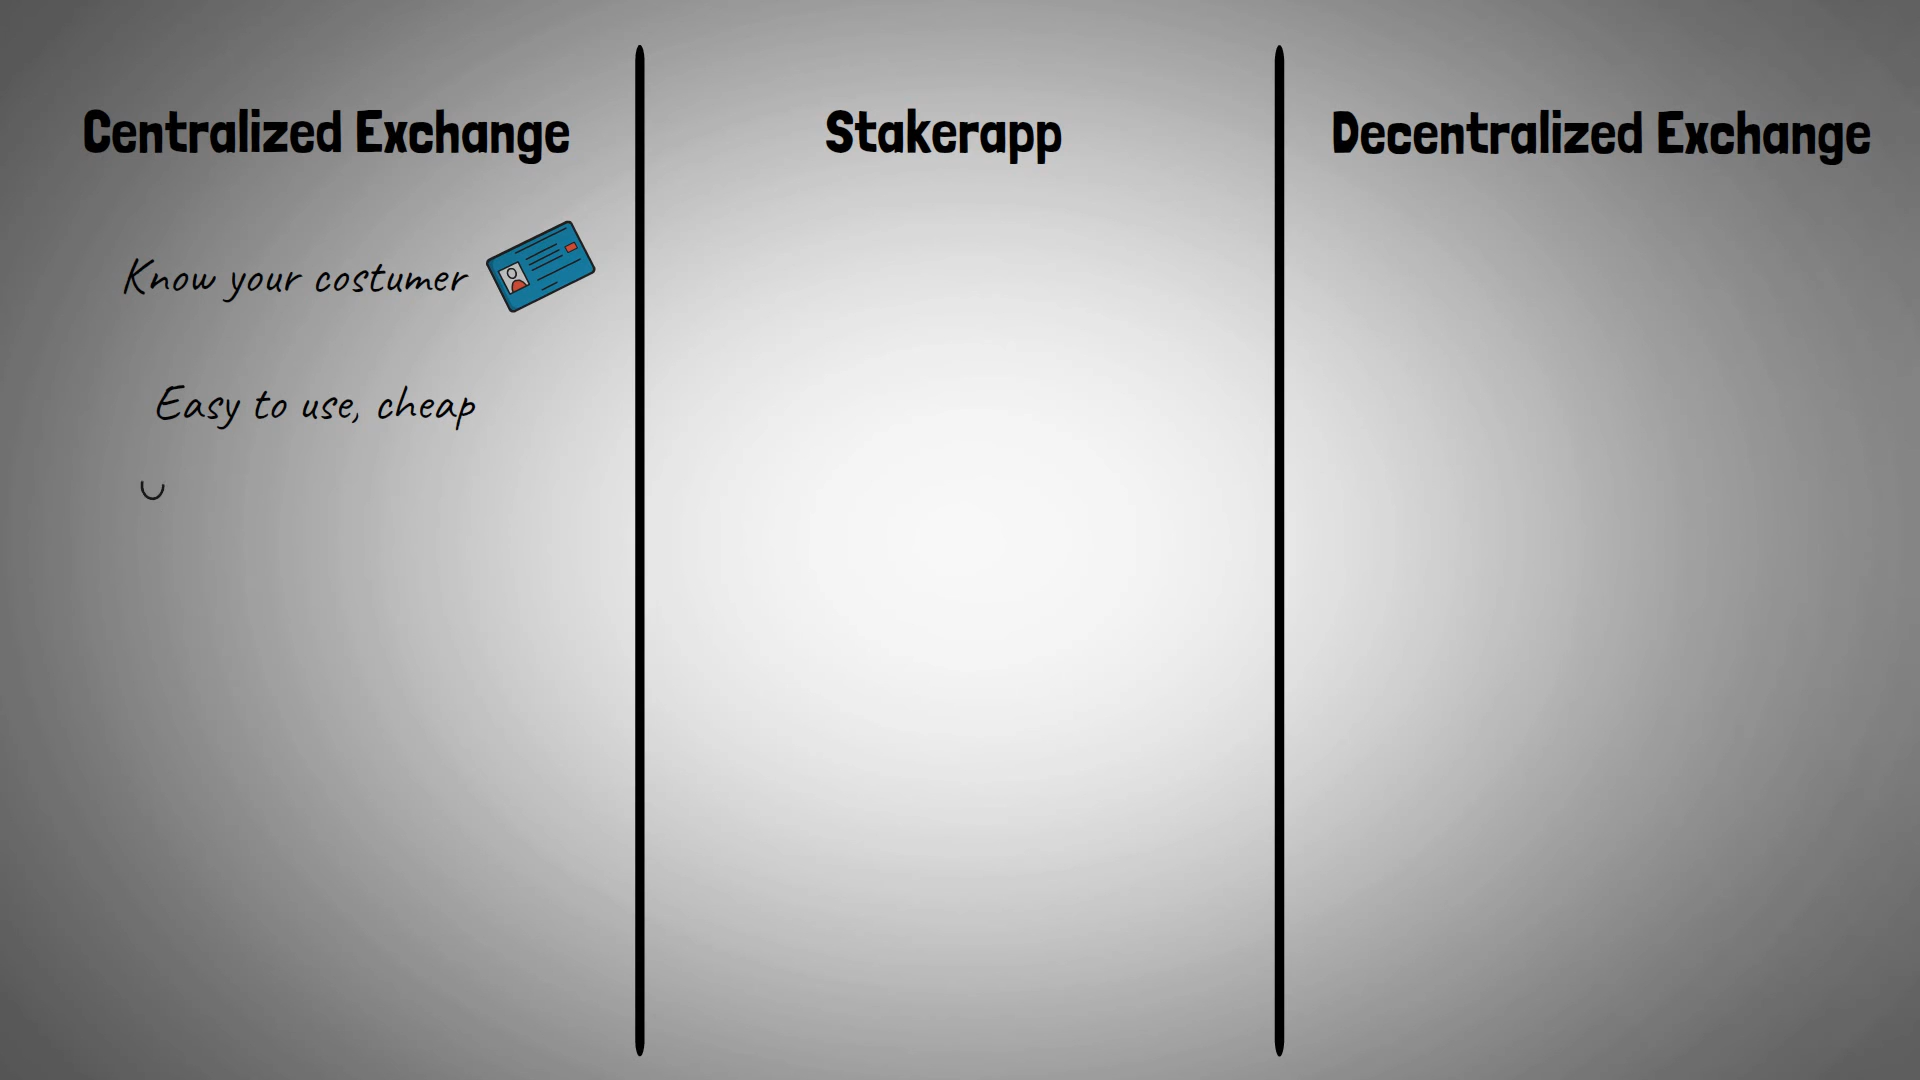 Centralized Exchange
Stakerapp
Decentralized Exchange
Know your costumer
Easy to use, cheap